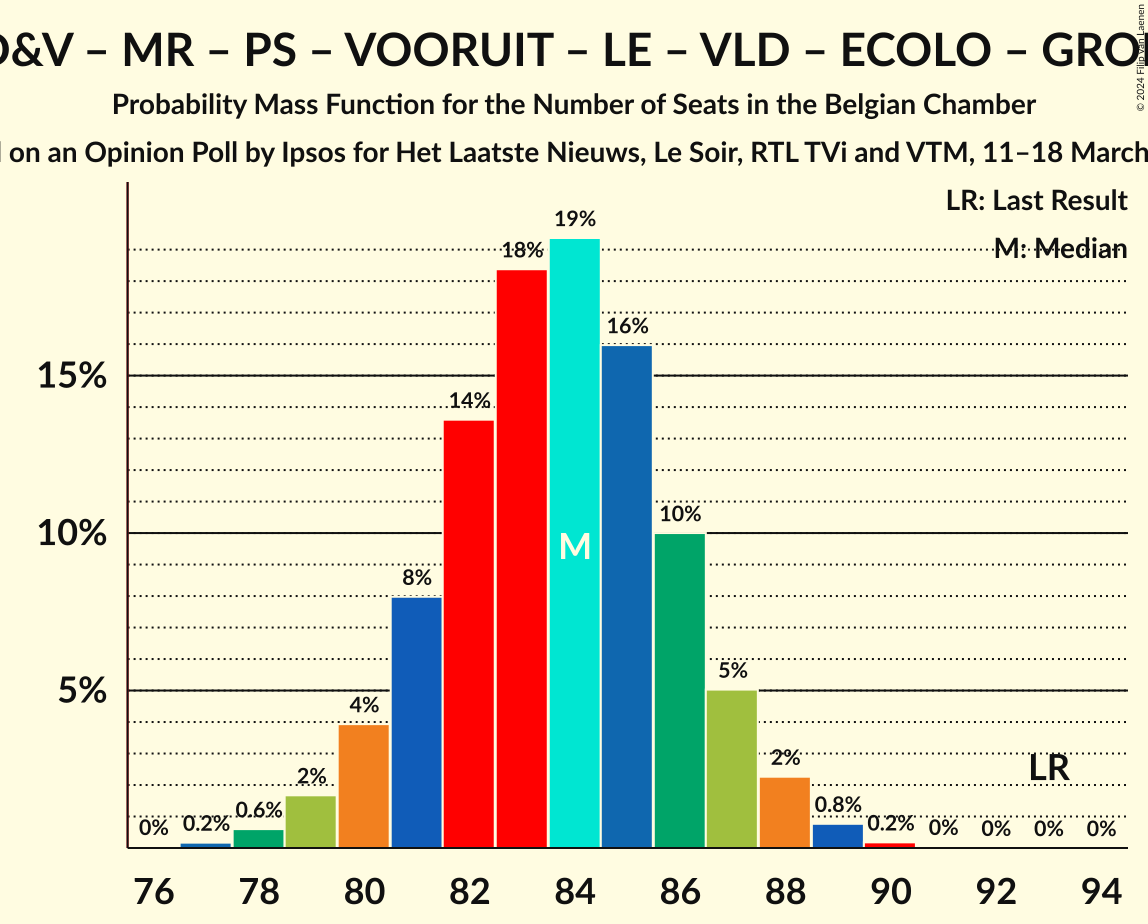 D&V – MR – PS – VOORUIT – LE – VLD – ECOLO – GRO
Probability Mass Function for the Number of Seats in the Belgian Chamber
on an Opinion Poll by Ipsos for Het Laatste Nieuws, Le Soir, RTL TVi and VTM, 11–18 March
© 2024 Filip van Laenen
LR: Last Result
M: Median
15%
10%
5%
0% 0.2% 0.6% 2% 4% 8% 14% 18% 19% 16% 10% 5% 2% 0.8% 0.2% 0% 0% 0% 0%
M
LR
76 78 80 82 84 86 88 90 92 94